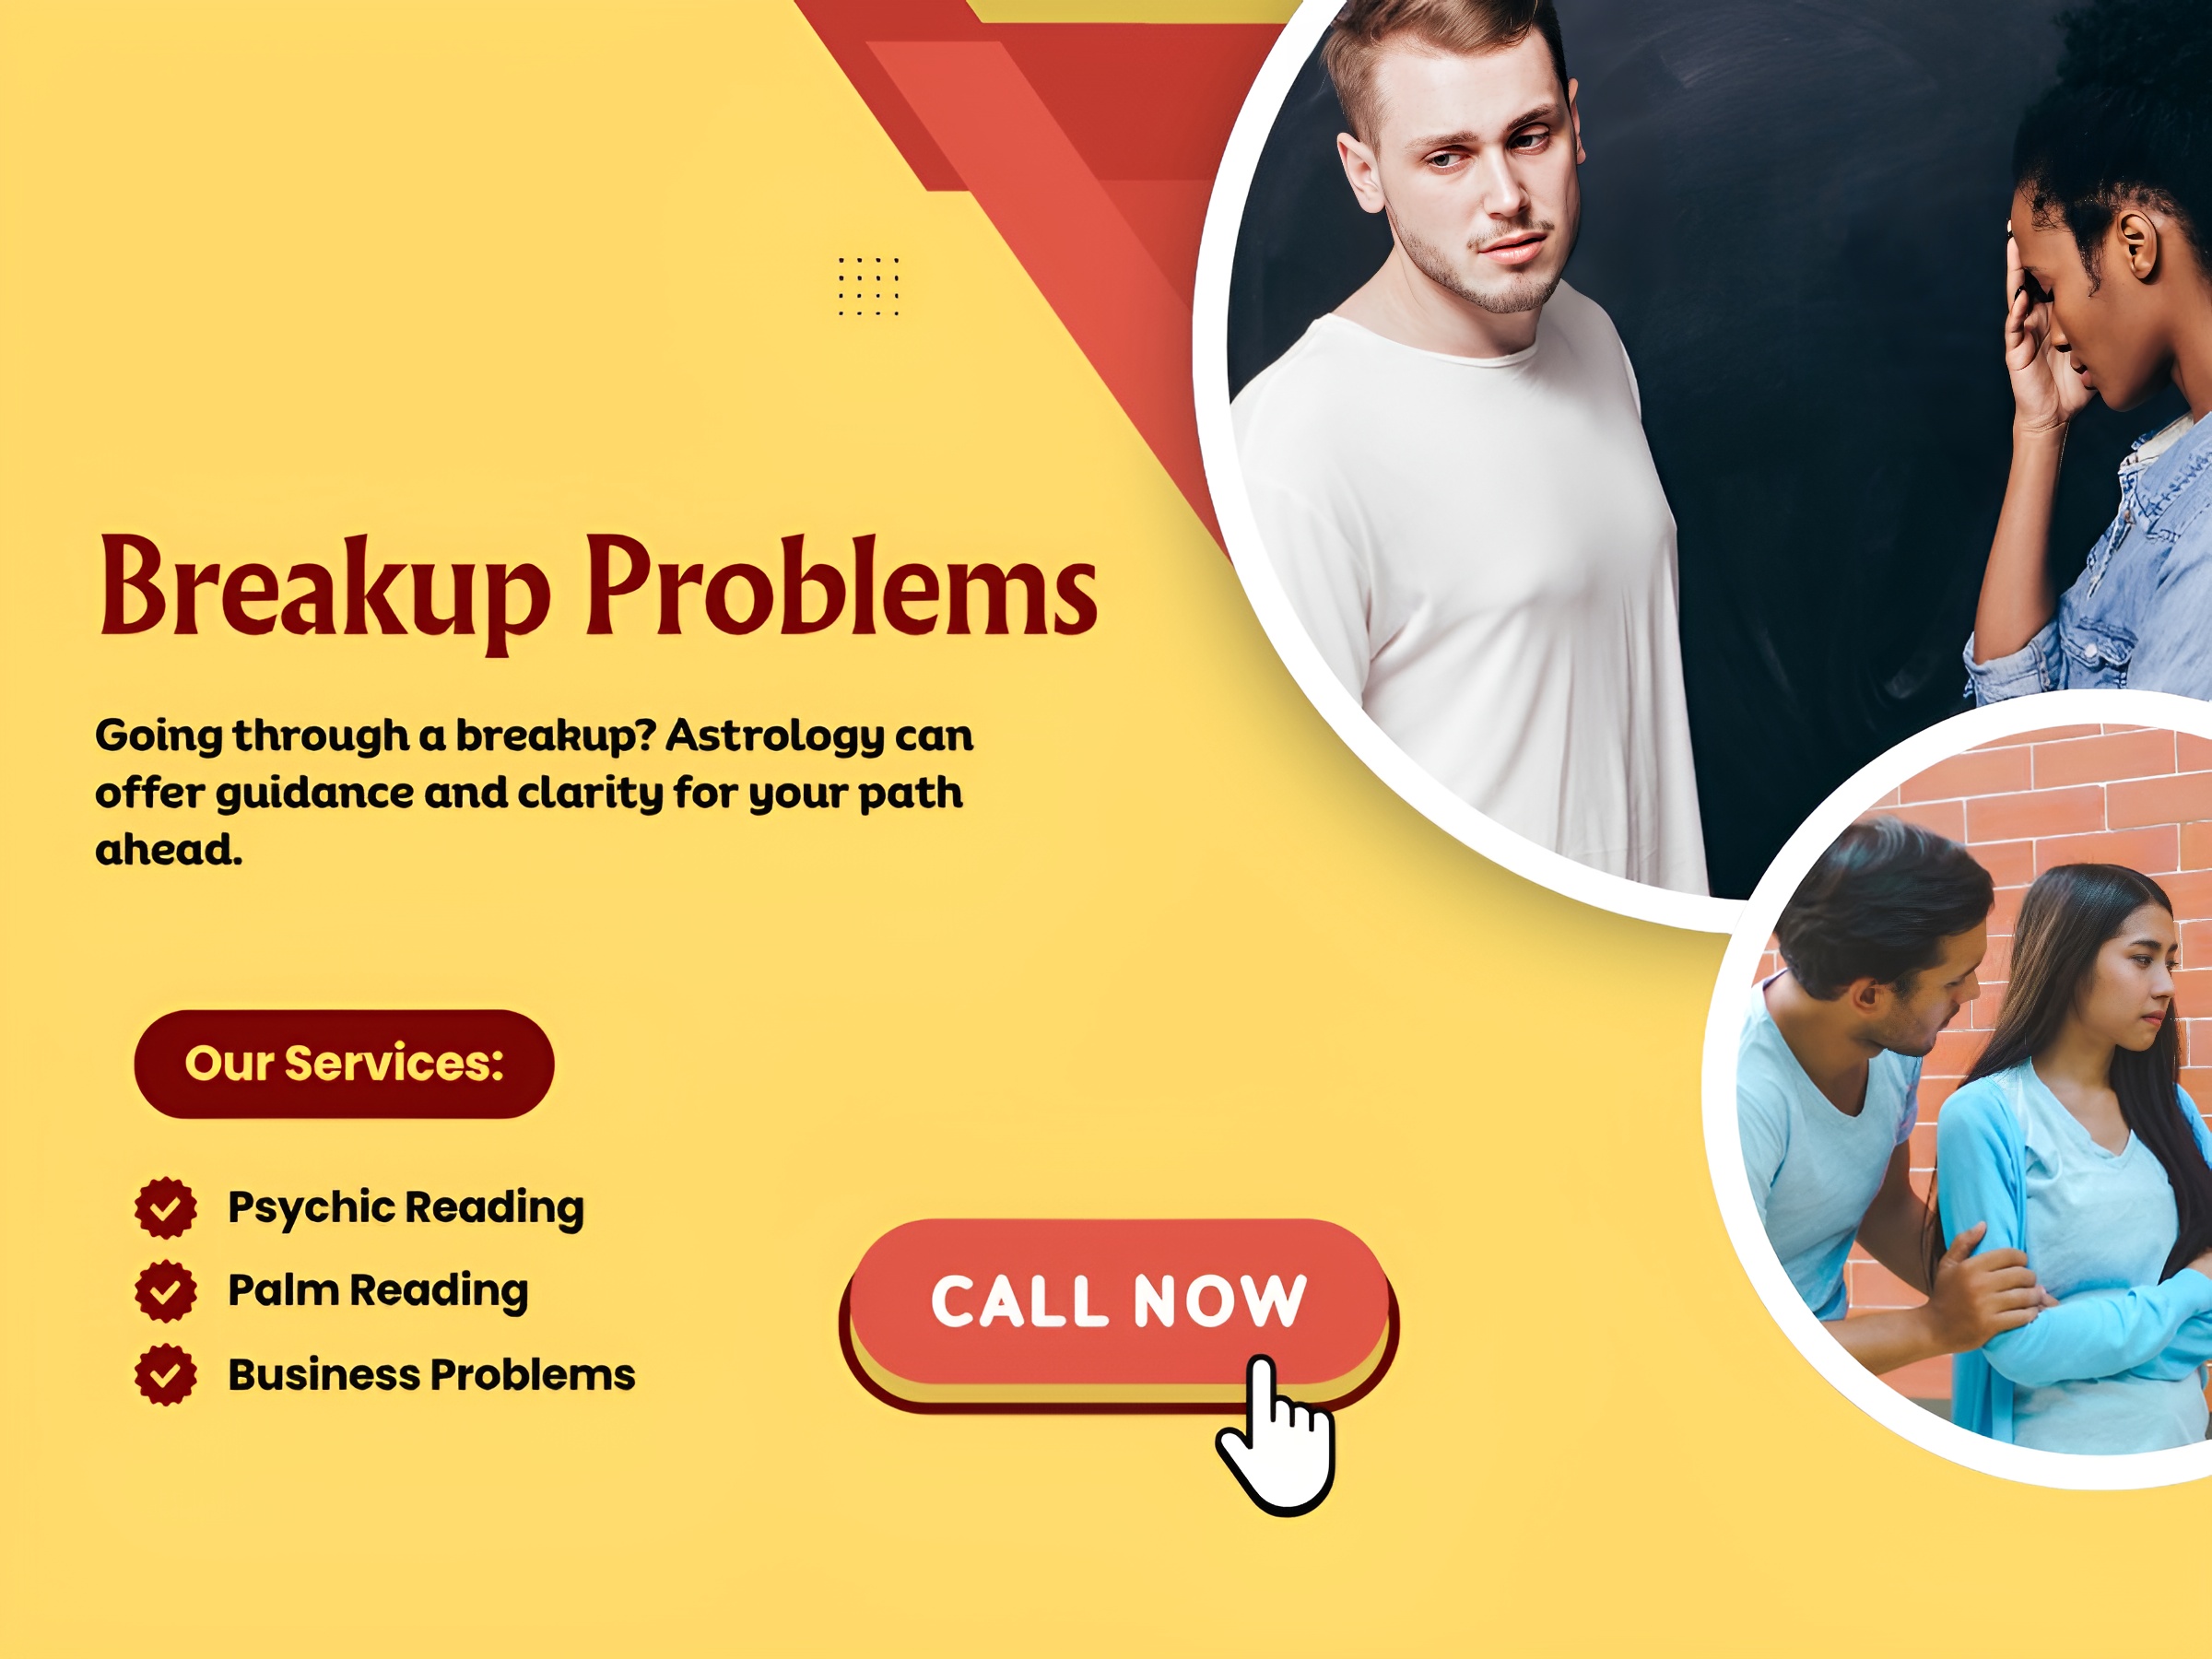 Breakup Problems
Going through a breakup? Astrology can
offer guidance and clarity for your path
ahead.
Our Services:
Psychic Reading
Palm Reading
Business Problems
CALL NOW